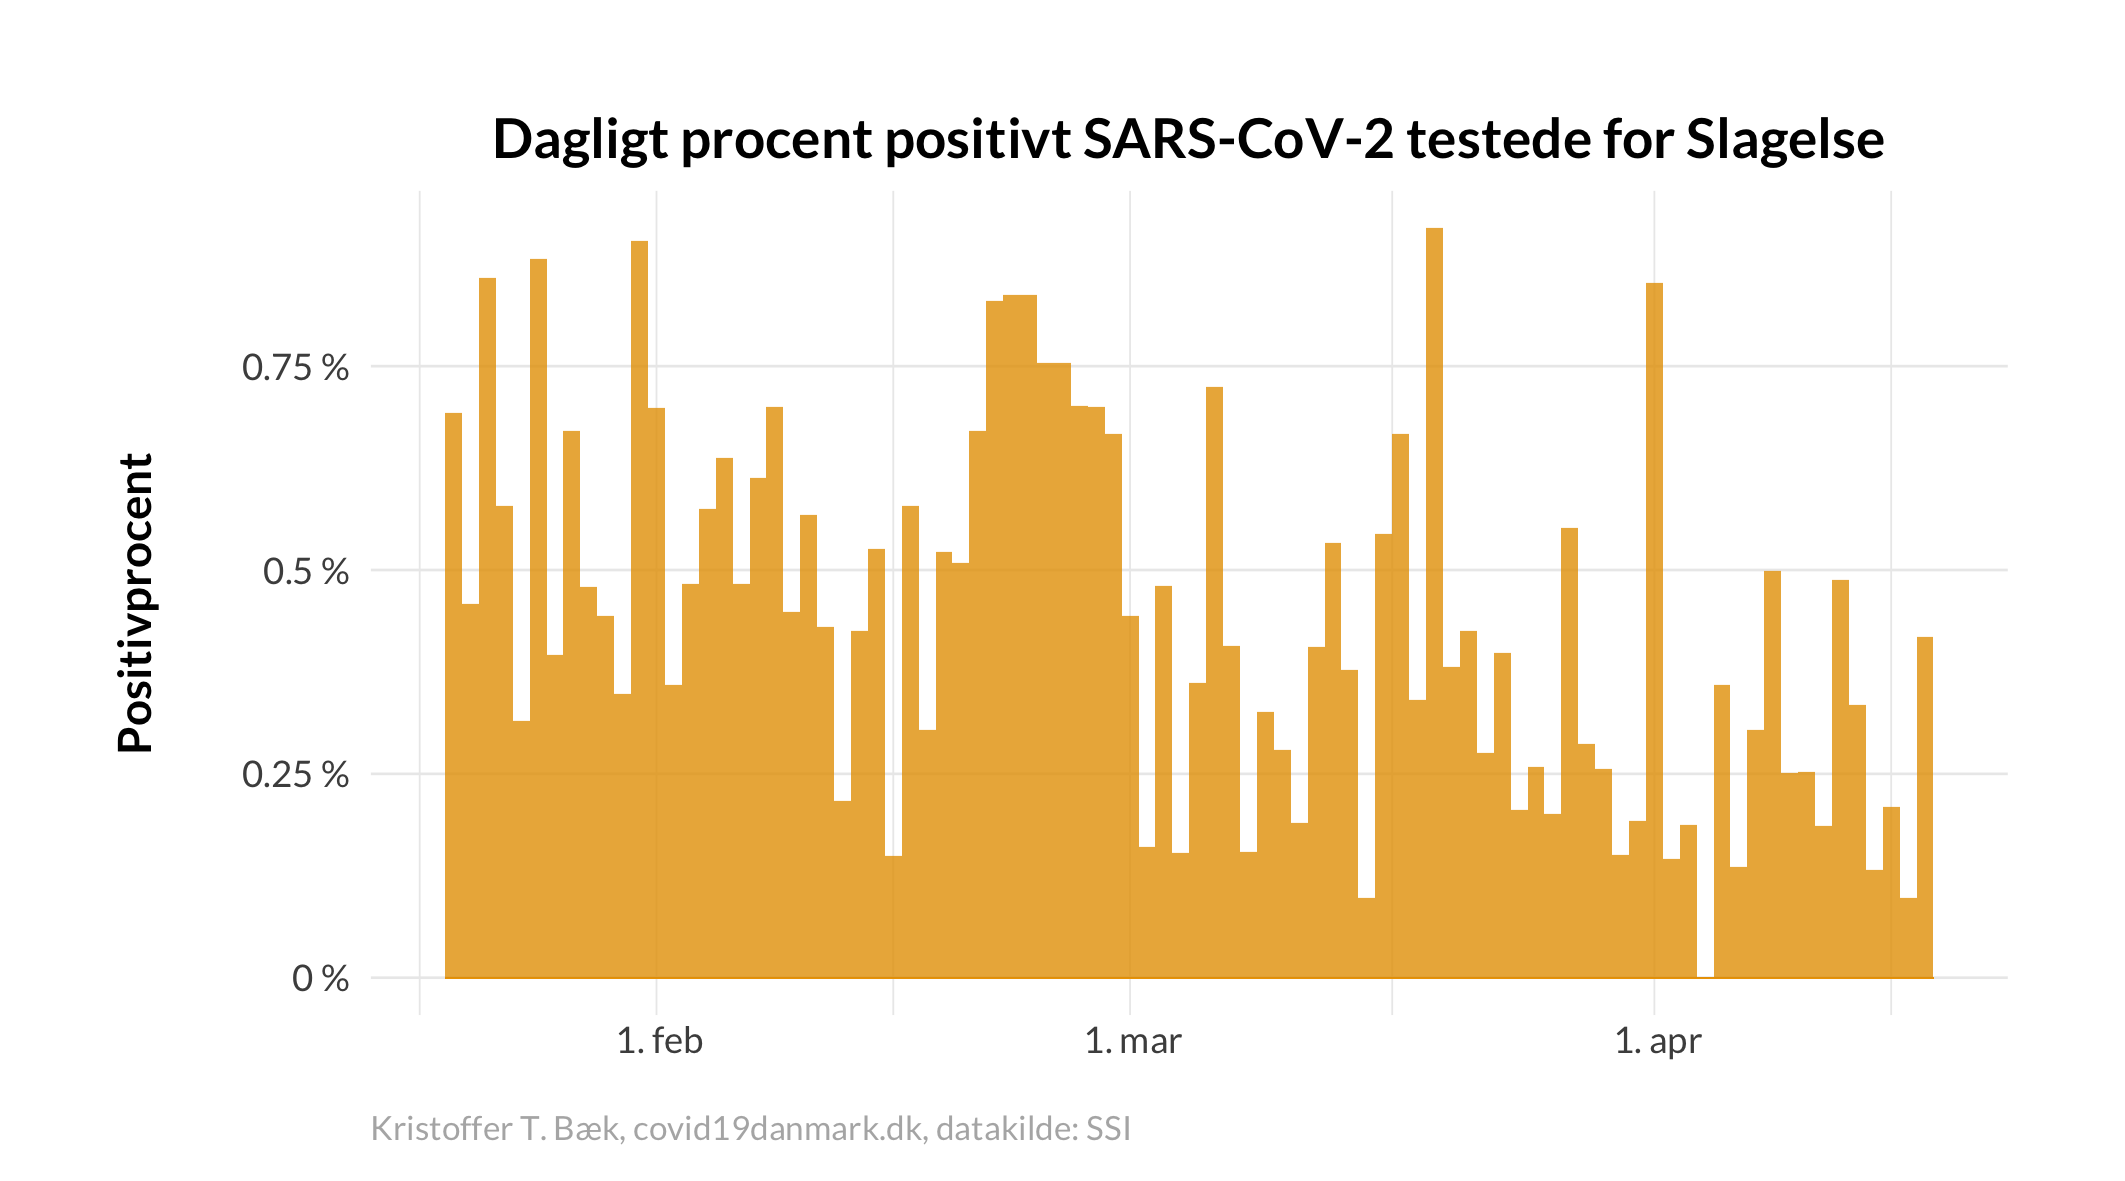 Dagligt procent positivt SARS-CoV-2 testede for Slagelse
Positivprocent
0.75 %
0.5 %
0.25 %
0 %
1. feb
1. mar
1. apr
Kristoffer T. Bæk, covid19danmark.dk, datakilde: SSI